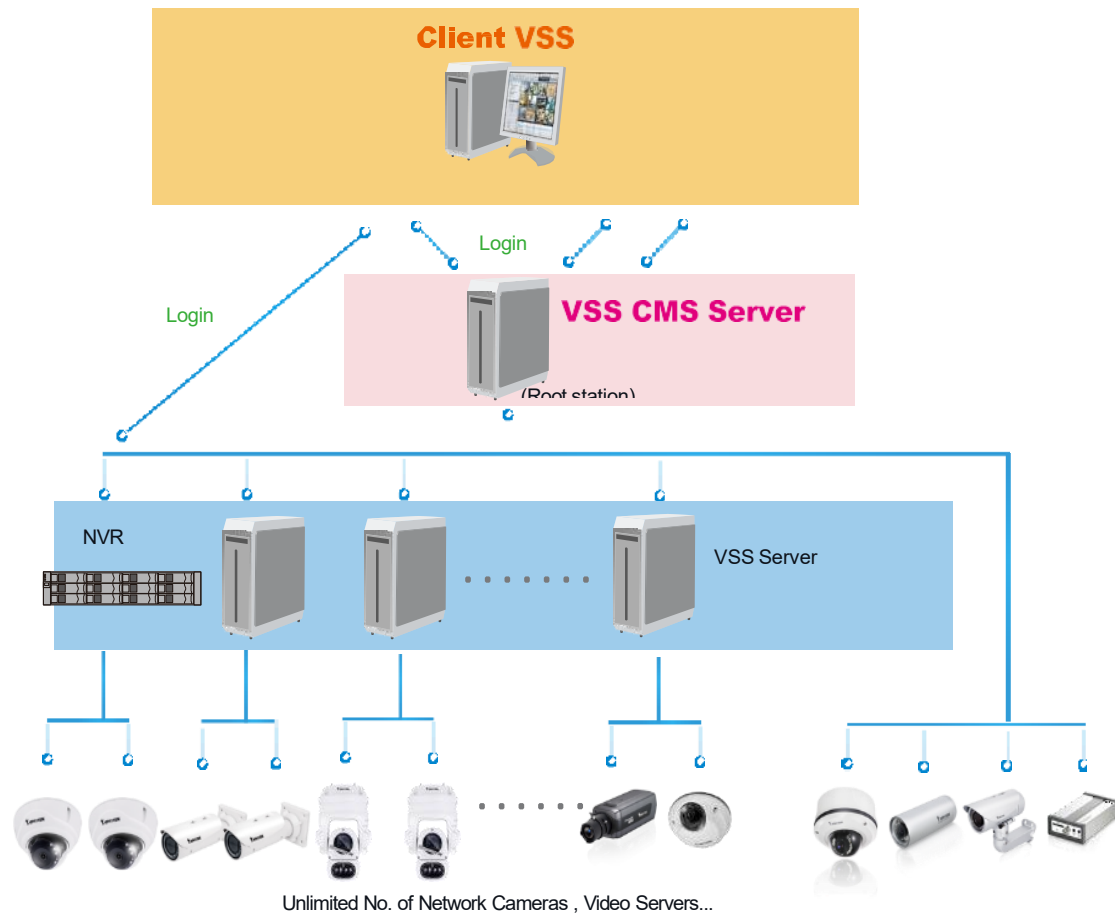 Client VSS
Login
Login
VSS CMS Server
(Root station)
NVR
VSS Server
Unlimited No. of Network Cameras , Video Servers...